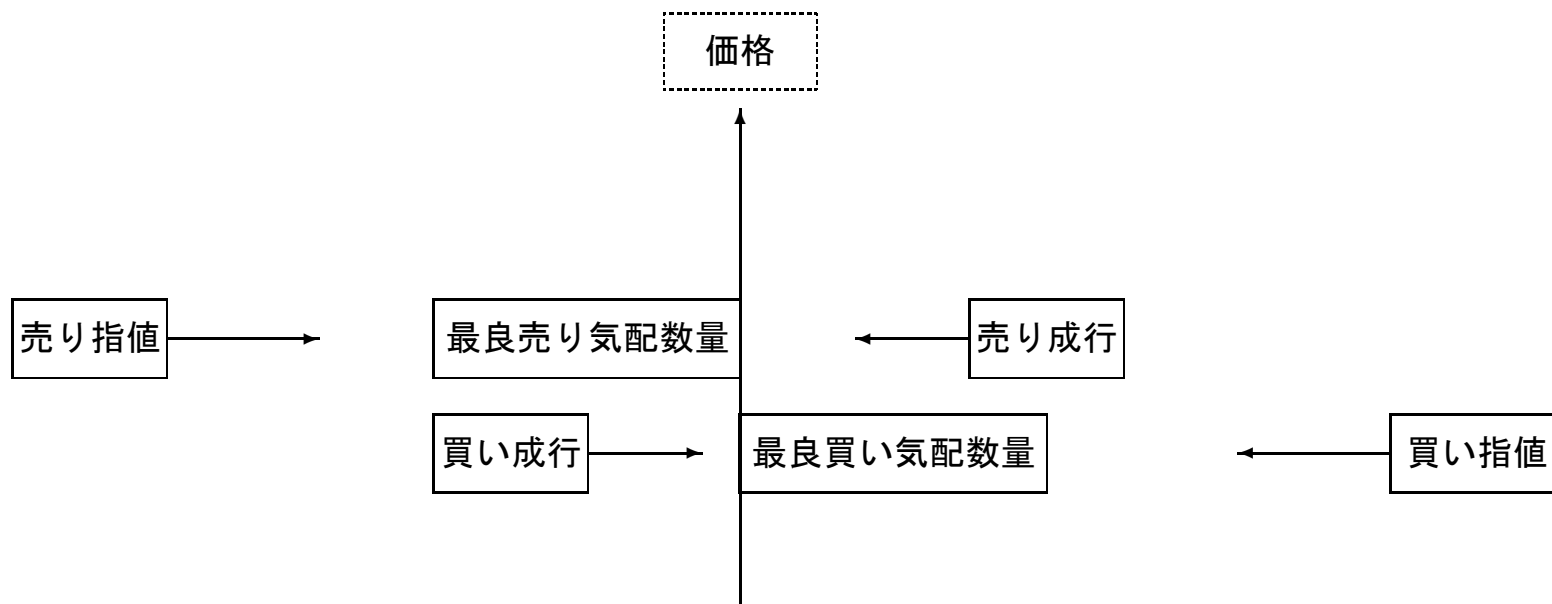 価格
売り指値
最良売り気配数量
売り成行
買い成行
最良買い気配数量
買い指値